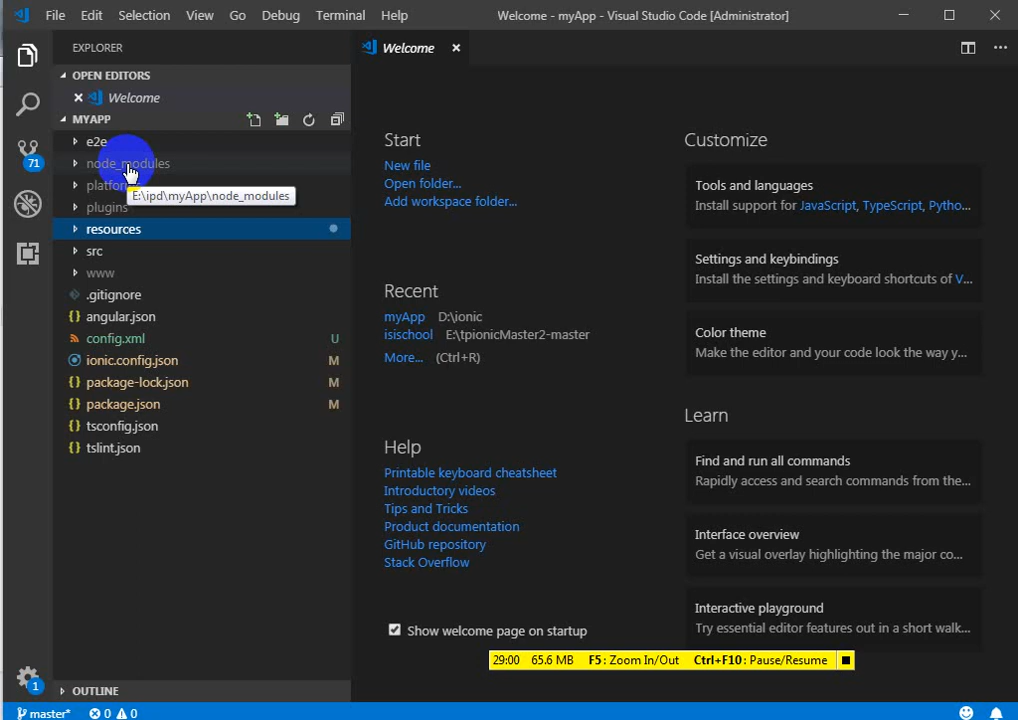 File Edit Selection View Go Debug Terminal Help Welcome - myApp - Visual Studio Code [Administrator]
EXPLORER
OPEN EDITORS
Welcome
MYAPP
e2e
node_modules
E:\ipd\myApp\node_modules
plugins
resources
src
www
.gitignore
angular.json
config.xml U
ionic.config.json M
package-lock.json M
package.json M
tsconfig.json
tslint.json
OUTLINE
71
1
Welcome
Start
New file
Open folder...
Add workspace folder...
Recent
myApp D:\ionic
isischool E:\tpionicMaster2-master
More... (Ctrl+R)
Help
Printable keyboard cheatsheet
Introductory videos
Tips and Tricks
Product documentation
GitHub repository
Stack Overflow
Show welcome page on startup
Customize
Tools and languages
Install support for JavaScript, TypeScript, Pytho...
Settings and keybindings
Install the settings and keyboard shortcuts of V...
Color theme
Make the editor and your code look the way y...
Learn
Find and run all commands
Rapidly access and search commands from the...
Interface overview
Get a visual overlay highlighting the major co...
Interactive playground
Try essential editor features out in a short walk...
29:00 65.6 MB F5: Zoom In/Out Ctrl+F10: Pause/Resume
master* 0 0